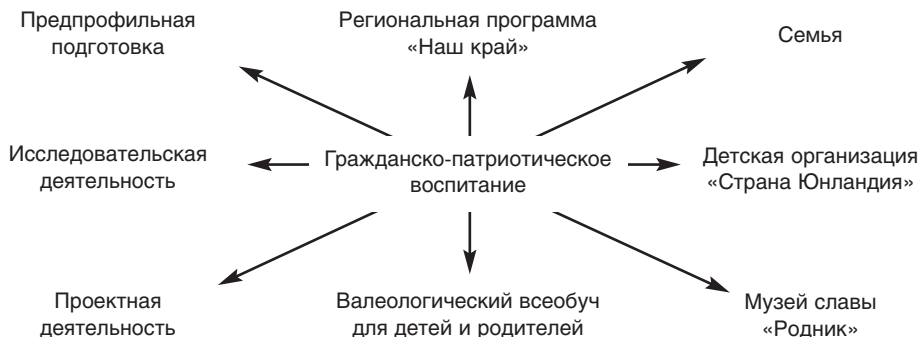 Предпрофильная
подготовка
Региональная программа
«Наш край»
Семья
Исследовательская
деятельность
Гражданско-патриотическое
воспитание
Детская организация
«Страна Юнландия»
Проектная
деятельность
Валеологический всеобуч
для детей и родителей
Музей славы
«Родник»